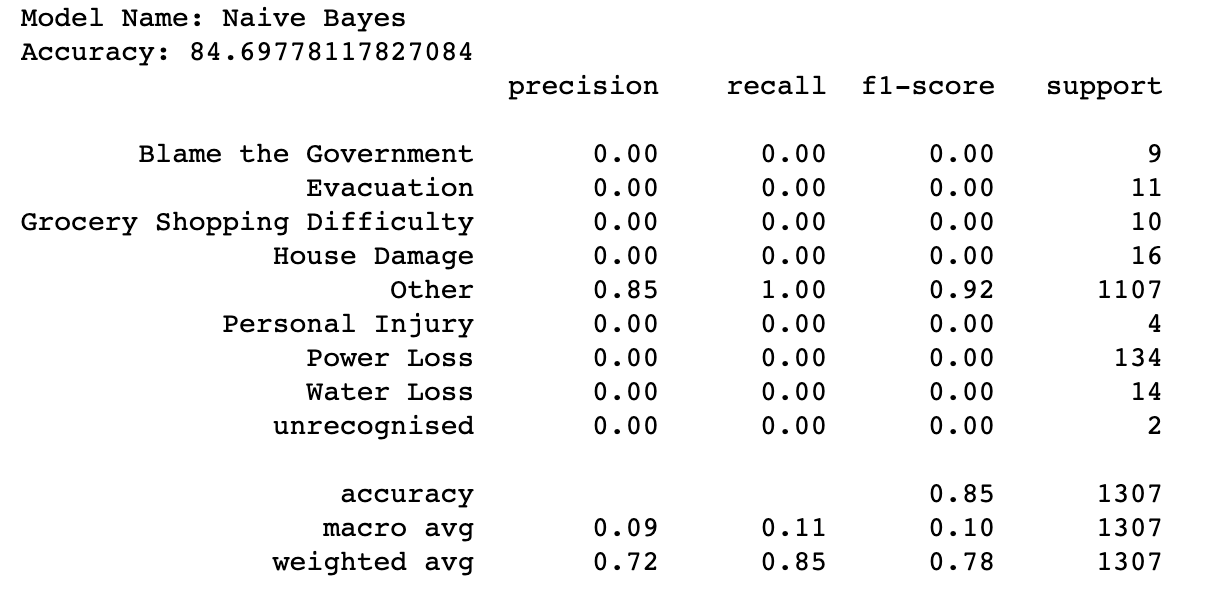 Model Name: Naive Bayes
Accuracy: 84.69778117827084
precision recall f1-score support
Blame the Government 0.00 0.00 0.00 9
Evacuation 0.00 0.00 0.00 11
Grocery Shopping Difficulty 0.00 0.00 0.00 10
House Damage 0.00 0.00 0.00 16
Other 0.85 1.00 0.92 1107
Personal Injury 0.00 0.00 0.00 4
Power Loss 0.00 0.00 0.00 134
Water Loss 0.00 0.00 0.00 14
unrecognised 0.00 0.00 0.00 2
accuracy 0.85 1307
macro avg 0.09 0.11 0.10 1307
weighted avg 0.72 0.85 0.78 1307